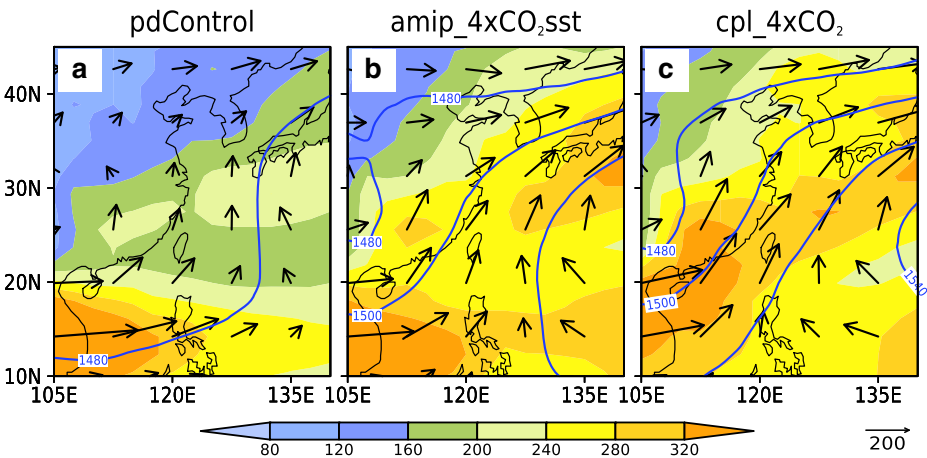 pdControl amip_4xCO₂sst cpl_4xCO₂
a b c
40N
30N
20N
10N
1480
1480
1480
1500
1480
1500
1540
105E 120E 135E 105E 120E 135E 105E 120E 135E
80 120 160 200 240 280 320
200